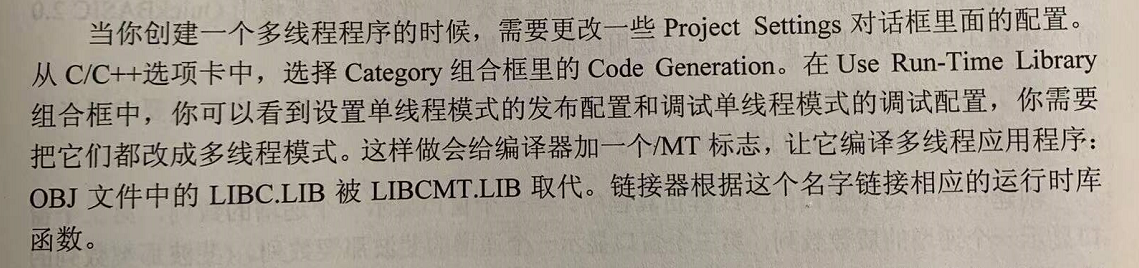 当你创建一个多线程程序的时候，需要更改一些 Project Settings 对话框里面的配置。
从 C/C++选项卡中，选择 Category 组合框里的 Code Generation。在 Use Run-Time Library
组合框中，你可以看到设置单线程模式的发布配置和调试单线程模式的调试配置，你需要
把它们都改成多线程模式。这样做会给编译器加一个/MT 标志，让它编译多线程应用程序：
OBJ 文件中的 LIBC.LIB 被 LIBCMT.LIB 取代。链接器根据这个名字链接相应的运行时库
函数。